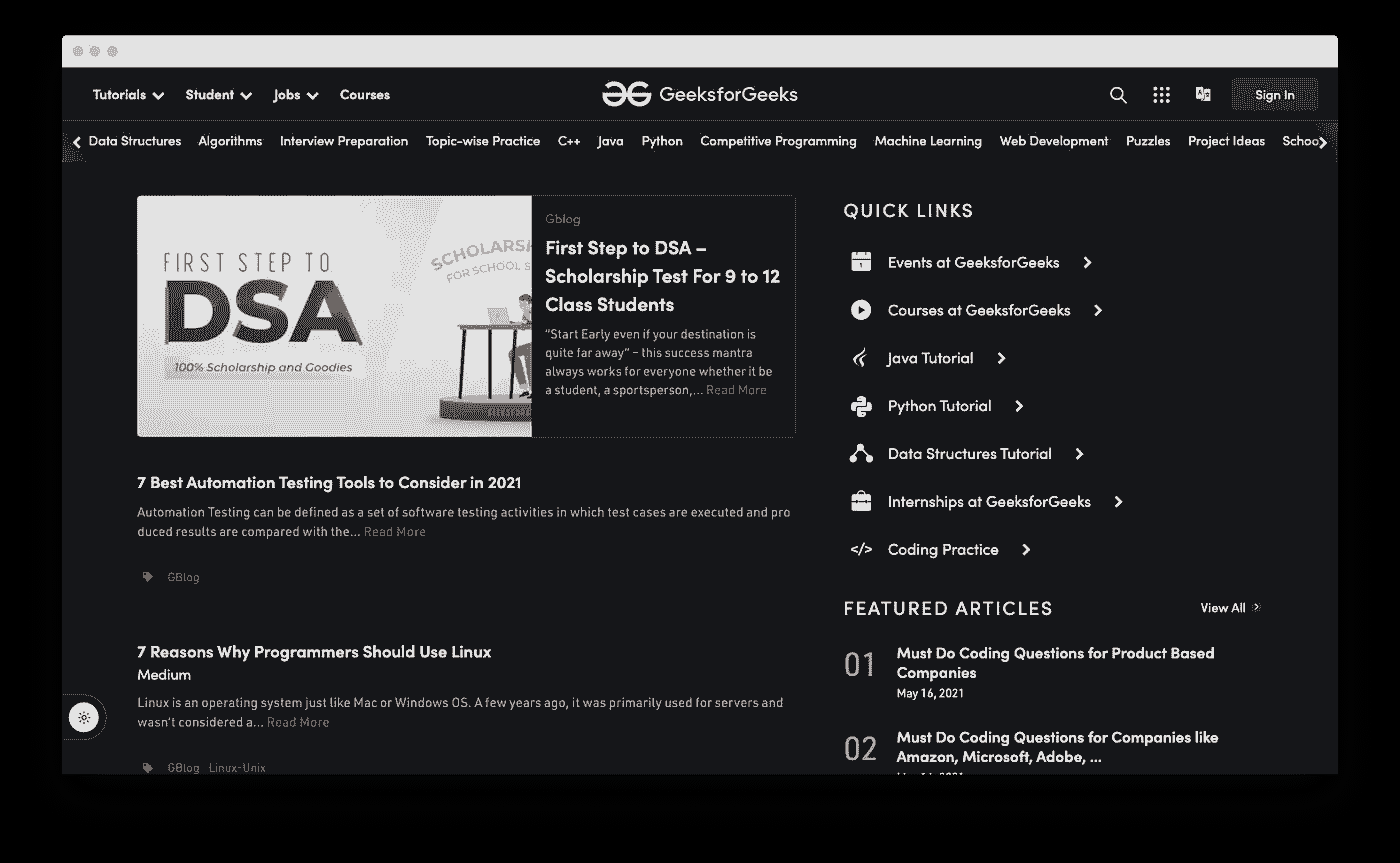 Tutorials Student Jobs Courses
GeeksforGeeks
Sign In
Data Structures Algorithms Interview Preparation Topic-wise Practice C++ Java Python Competitive Programming Machine Learning Web Development Puzzles Project Ideas Schoo
FIRST STEP TO
DSA
100% Scholarship and Goodies
SCHOLARSH
FOR SCHOOL S
Gblog
First Step to DSA –
Scholarship Test For 9 to 12
Class Students
“Start Early even if your destination is
quite far away” – this success mantra
always works for everyone whether it be
a student, a sportsperson,... Read More
7 Best Automation Testing Tools to Consider in 2021
Automation Testing can be defined as a set of software testing activities in which test cases are executed and pro
duced results are compared with the... Read More
GBlog
7 Reasons Why Programmers Should Use Linux
Medium
Linux is an operating system just like Mac or Windows OS. A few years ago, it was primarily used for servers and
wasn’t considered a... Read More
GBlog Linux-Unix
QUICK LINKS
Events at GeeksforGeeks
Courses at GeeksforGeeks
Java Tutorial
Python Tutorial
Data Structures Tutorial
Internships at GeeksforGeeks
</> Coding Practice
FEATURED ARTICLES View All
01
Must Do Coding Questions for Product Based
Companies
May 16, 2021
02
Must Do Coding Questions for Companies like
Amazon, Microsoft, Adobe, ...